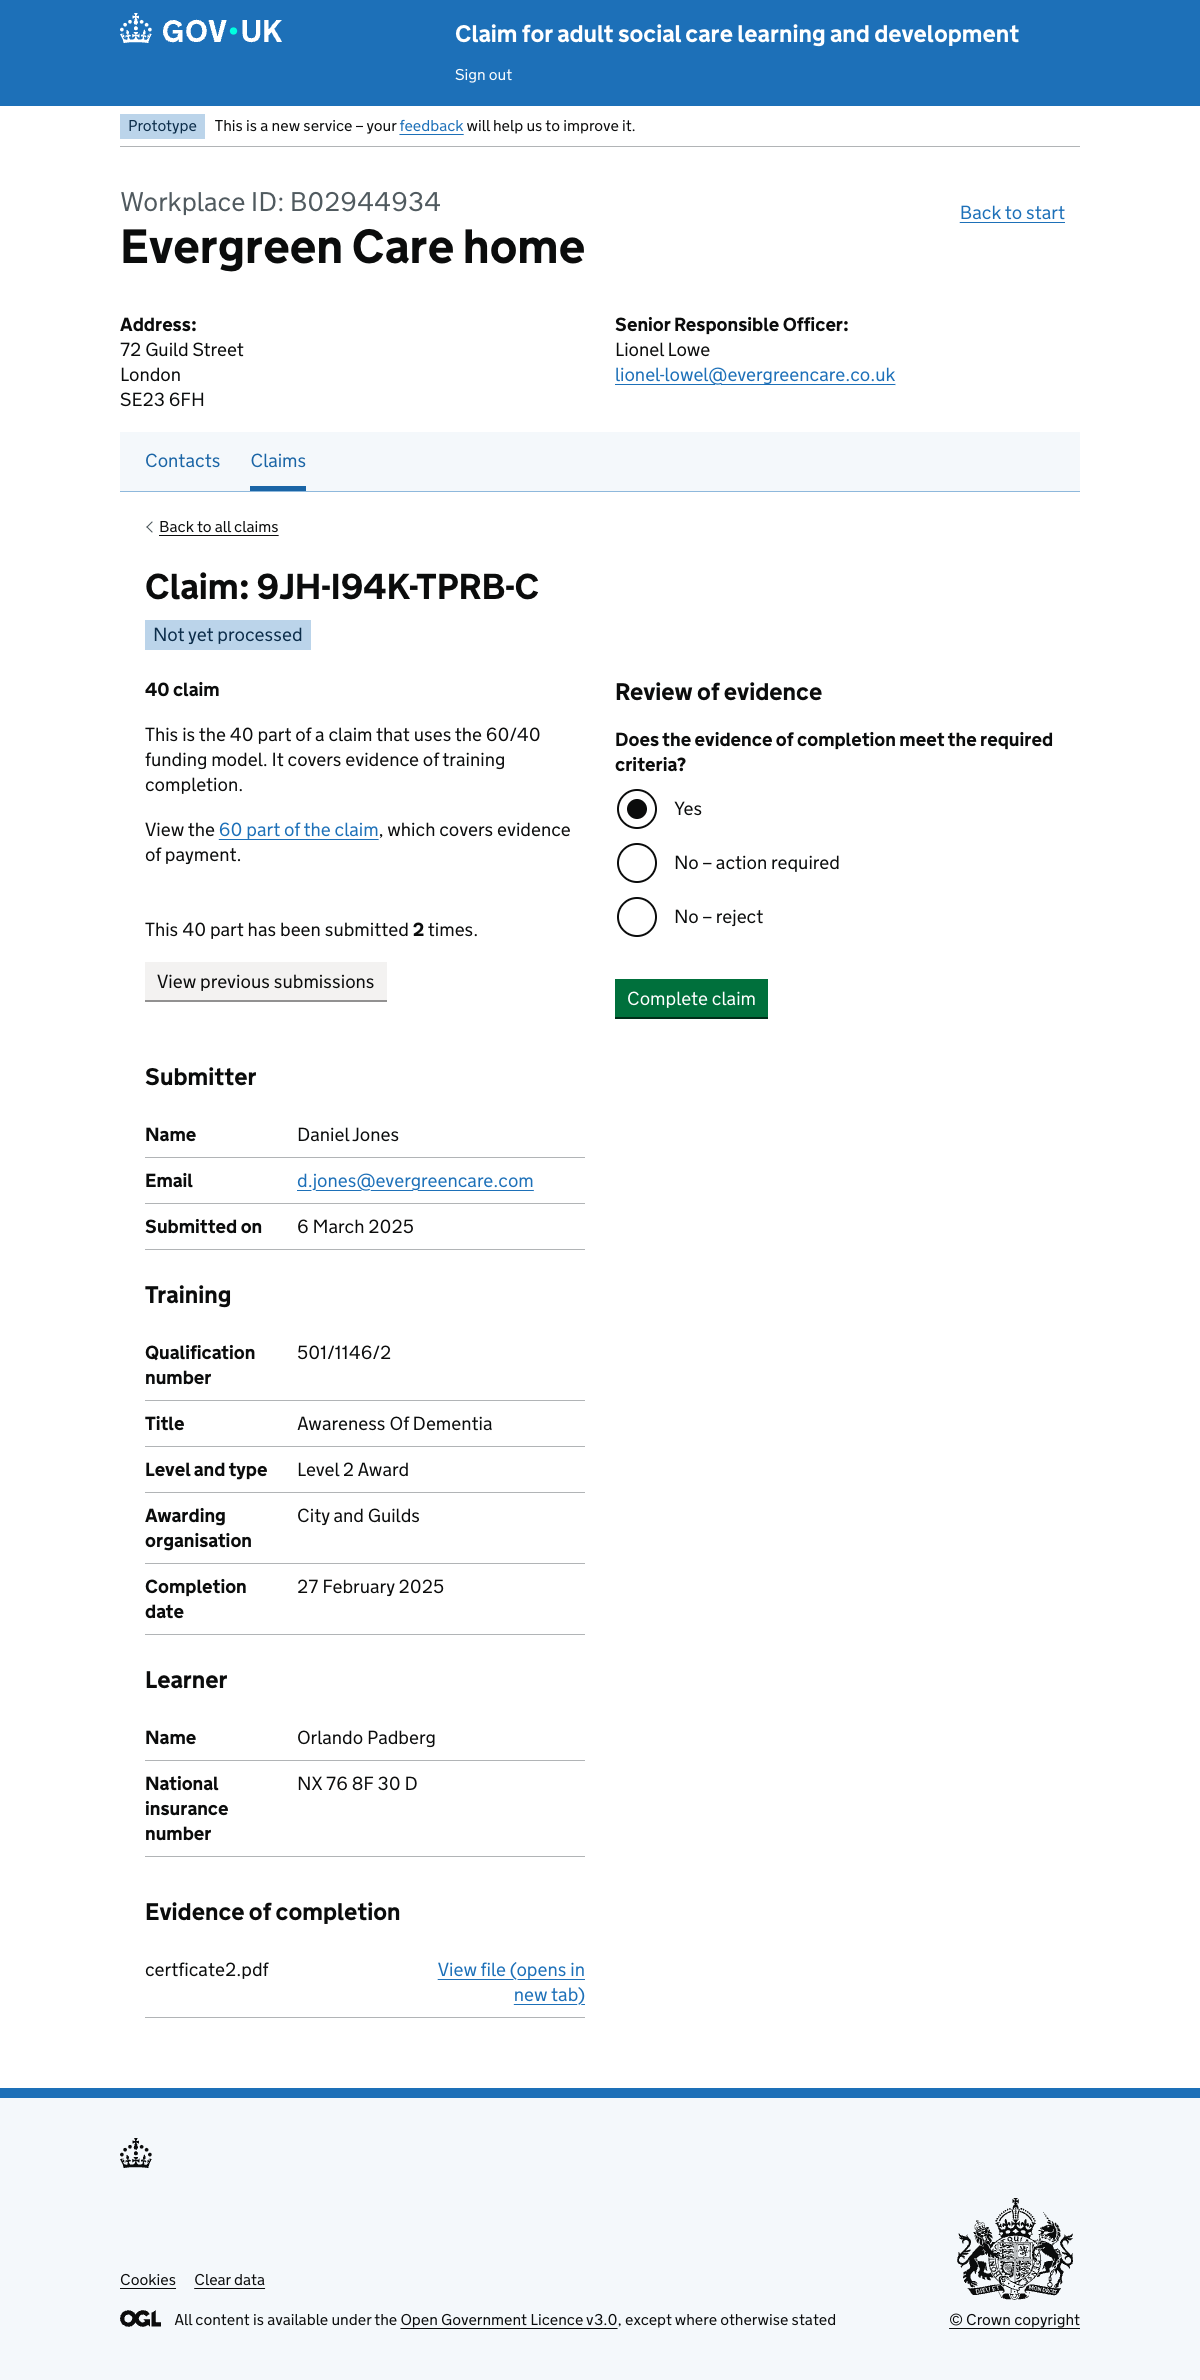 GOV·UK
Claim for adult social care learning and development
Sign out
Prototype This is a new service – your feedback will help us to improve it.
Workplace ID: B02944934
Evergreen Care home
Back to start
Address:
72 Guild Street
London
SE23 6FH
Senior Responsible Officer:
Lionel Lowe
lionel-lowel@evergreencare.co.uk
Contacts Claims
Back to all claims
Claim: 9JH-I94K-TPRB-C
Not yet processed
40 claim
This is the 40 part of a claim that uses the 60/40
funding model. It covers evidence of training
completion.
View the 60 part of the claim, which covers evidence
of payment.
This 40 part has been submitted 2 times.
View previous submissions
Review of evidence
Does the evidence of completion meet the required
criteria?
Yes
No – action required
No – reject
Complete claim
Submitter
Name Daniel Jones
Email d.jones@evergreencare.com
Submitted on 6 March 2025
Training
Qualification
number
501/1146/2
Title Awareness Of Dementia
Level and type Level 2 Award
Awarding
organisation
City and Guilds
Completion
date
27 February 2025
Learner
Name Orlando Padberg
National
insurance
number
NX 76 8F 30 D
Evidence of completion
certficate2.pdf
View file (opens in
new tab)
Cookies Clear data
OGL All content is available under the Open Government Licence v3.0, except where otherwise stated
© Crown copyright